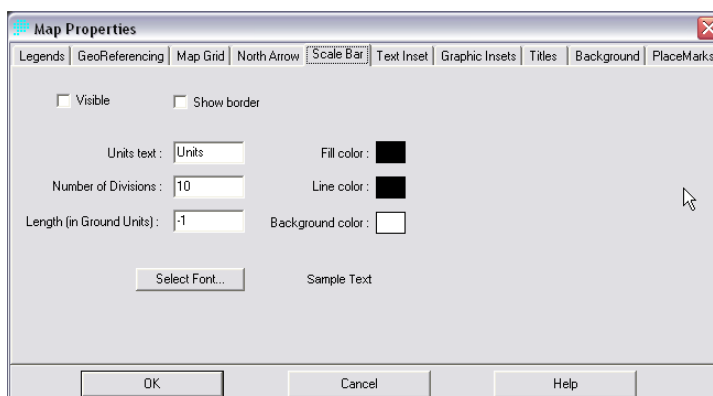 Map Properties
Legends GeoReferencing Map Grid North Arrow Scale Bar Text Inset Graphic Insets Titles Background PlaceMarks
Visible Show border
Units text : Units Fill color :
Number of Divisions : 10 Line color :
Length (in Ground Units) : -1 Background color :
Select Font... Sample Text
OK Cancel Help